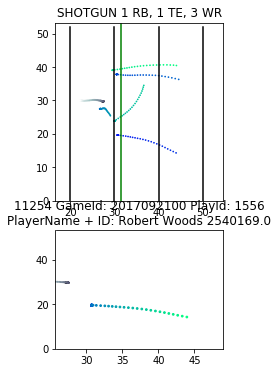 SHOTGUN 1 RB, 1 TE, 3 WR
50
40
30
20
10
0
20 30 40 50
11254 GameId: 2017092100 PlayId: 1556
PlayerName + ID: Robert Woods 2540169.0
40
20
0
30 35 40 45